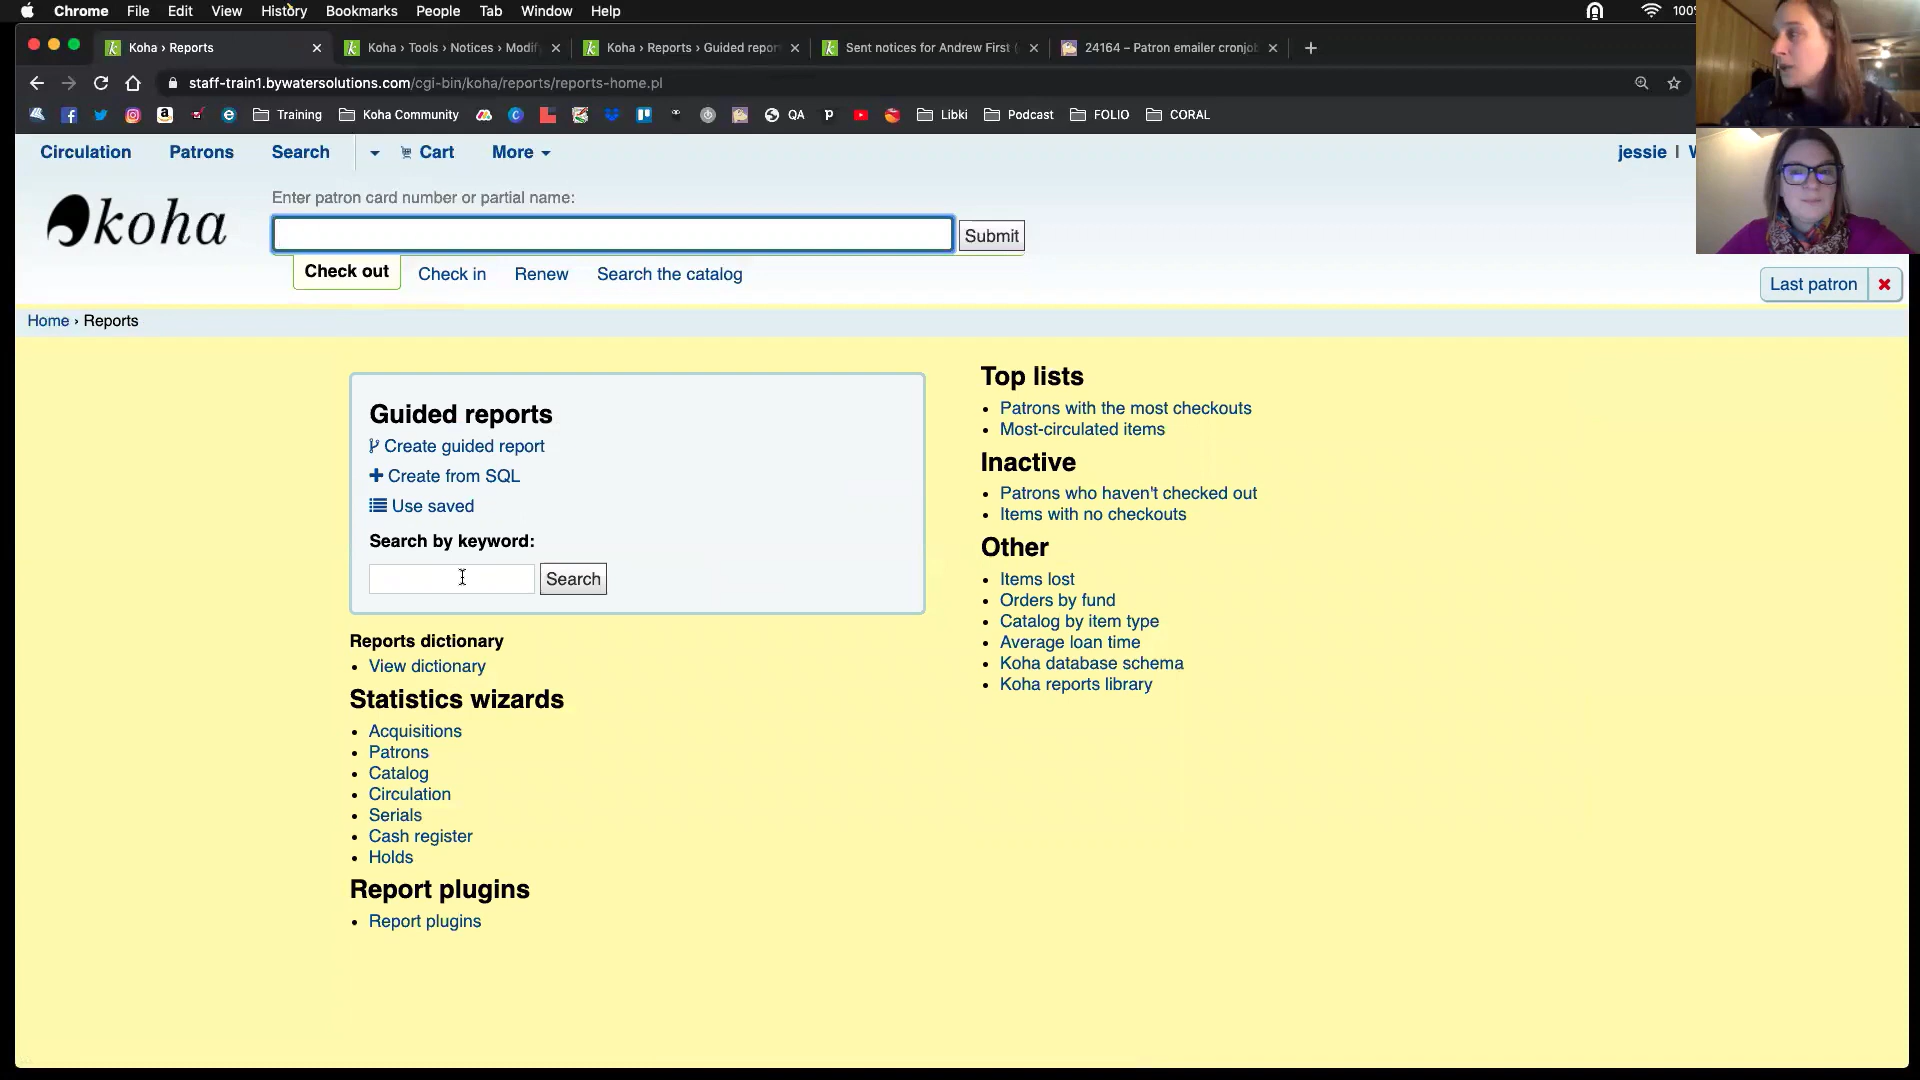 Chrome File Edit View History Bookmarks People Tab Window Help 100%
Koha › Reports Koha › Tools › Notices › Modif Koha › Reports › Guided repor Sent notices for Andrew First ( 24164 – Patron emailer cronjob
staff-train1.bywatersolutions.com/cgi-bin/koha/reports/reports-home.pl
Training Koha Community QA Libki Podcast FOLIO CORAL
Circulation Patrons Search Cart More jessie |
Enter patron card number or partial name:
koha
Submit
Check out Check in Renew Search the catalog
Last patron
Home › Reports
Guided reports
Create guided report
Create from SQL
Use saved
Search by keyword:
Search
Reports dictionary
• View dictionary
Statistics wizards
• Acquisitions
• Patrons
• Catalog
• Circulation
• Serials
• Cash register
• Holds
Report plugins
• Report plugins
Top lists
• Patrons with the most checkouts
• Most-circulated items
Inactive
• Patrons who haven't checked out
• Items with no checkouts
Other
• Items lost
• Orders by fund
• Catalog by item type
• Average loan time
• Koha database schema
• Koha reports library